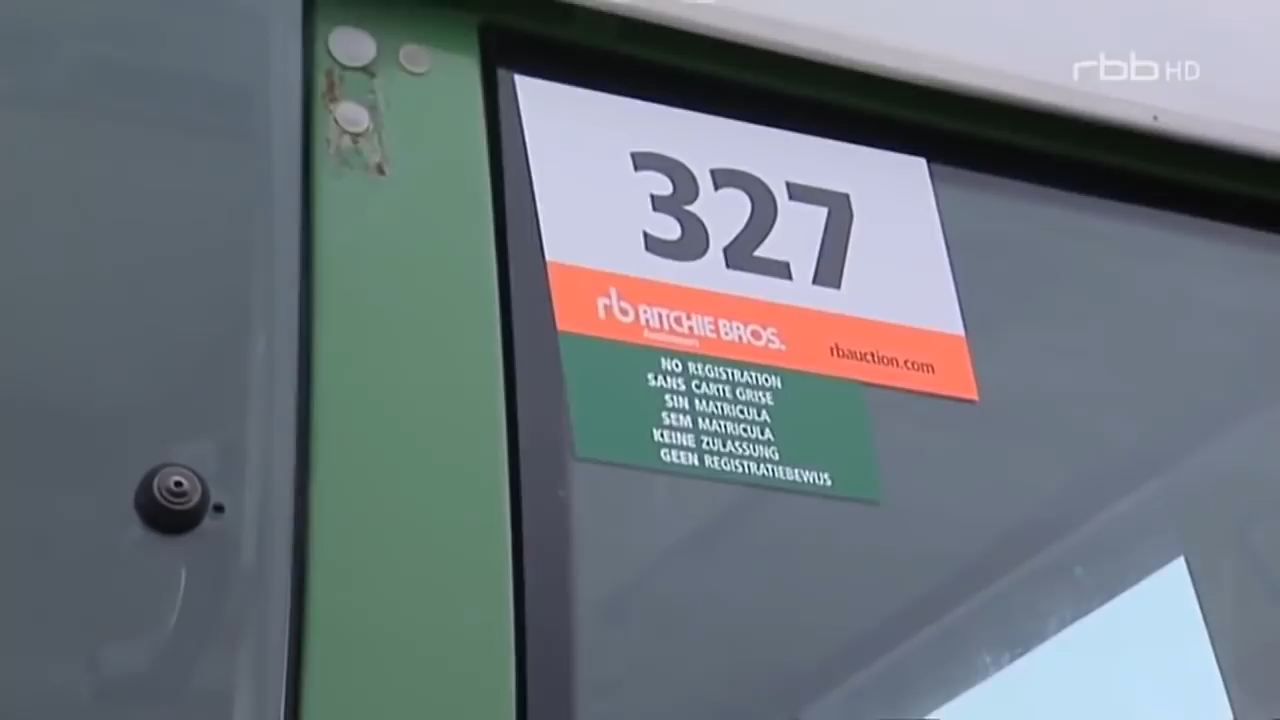 rbb HD
327
rb RITCHIE BROS.
Auctioneers
rbauction.com
NO REGISTRATION
SANS CARTE GRISE
SIN MATRICULA
SEM MATRICULA
KEINE ZULASSUNG
GEEN REGISTRATIEBEWIJS